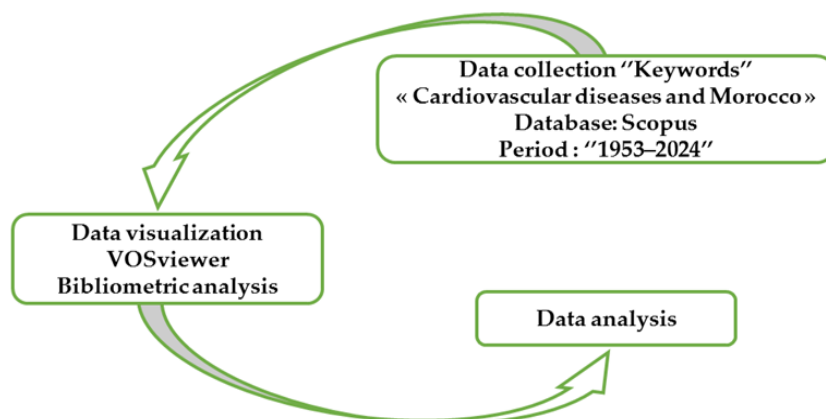 Data collection ‘’Keywords’’
« Cardiovascular diseases and Morocco»
Database: Scopus
Period : ‘’1953–2024’’
Data visualization
VOSviewer
Bibliometric analysis
Data analysis